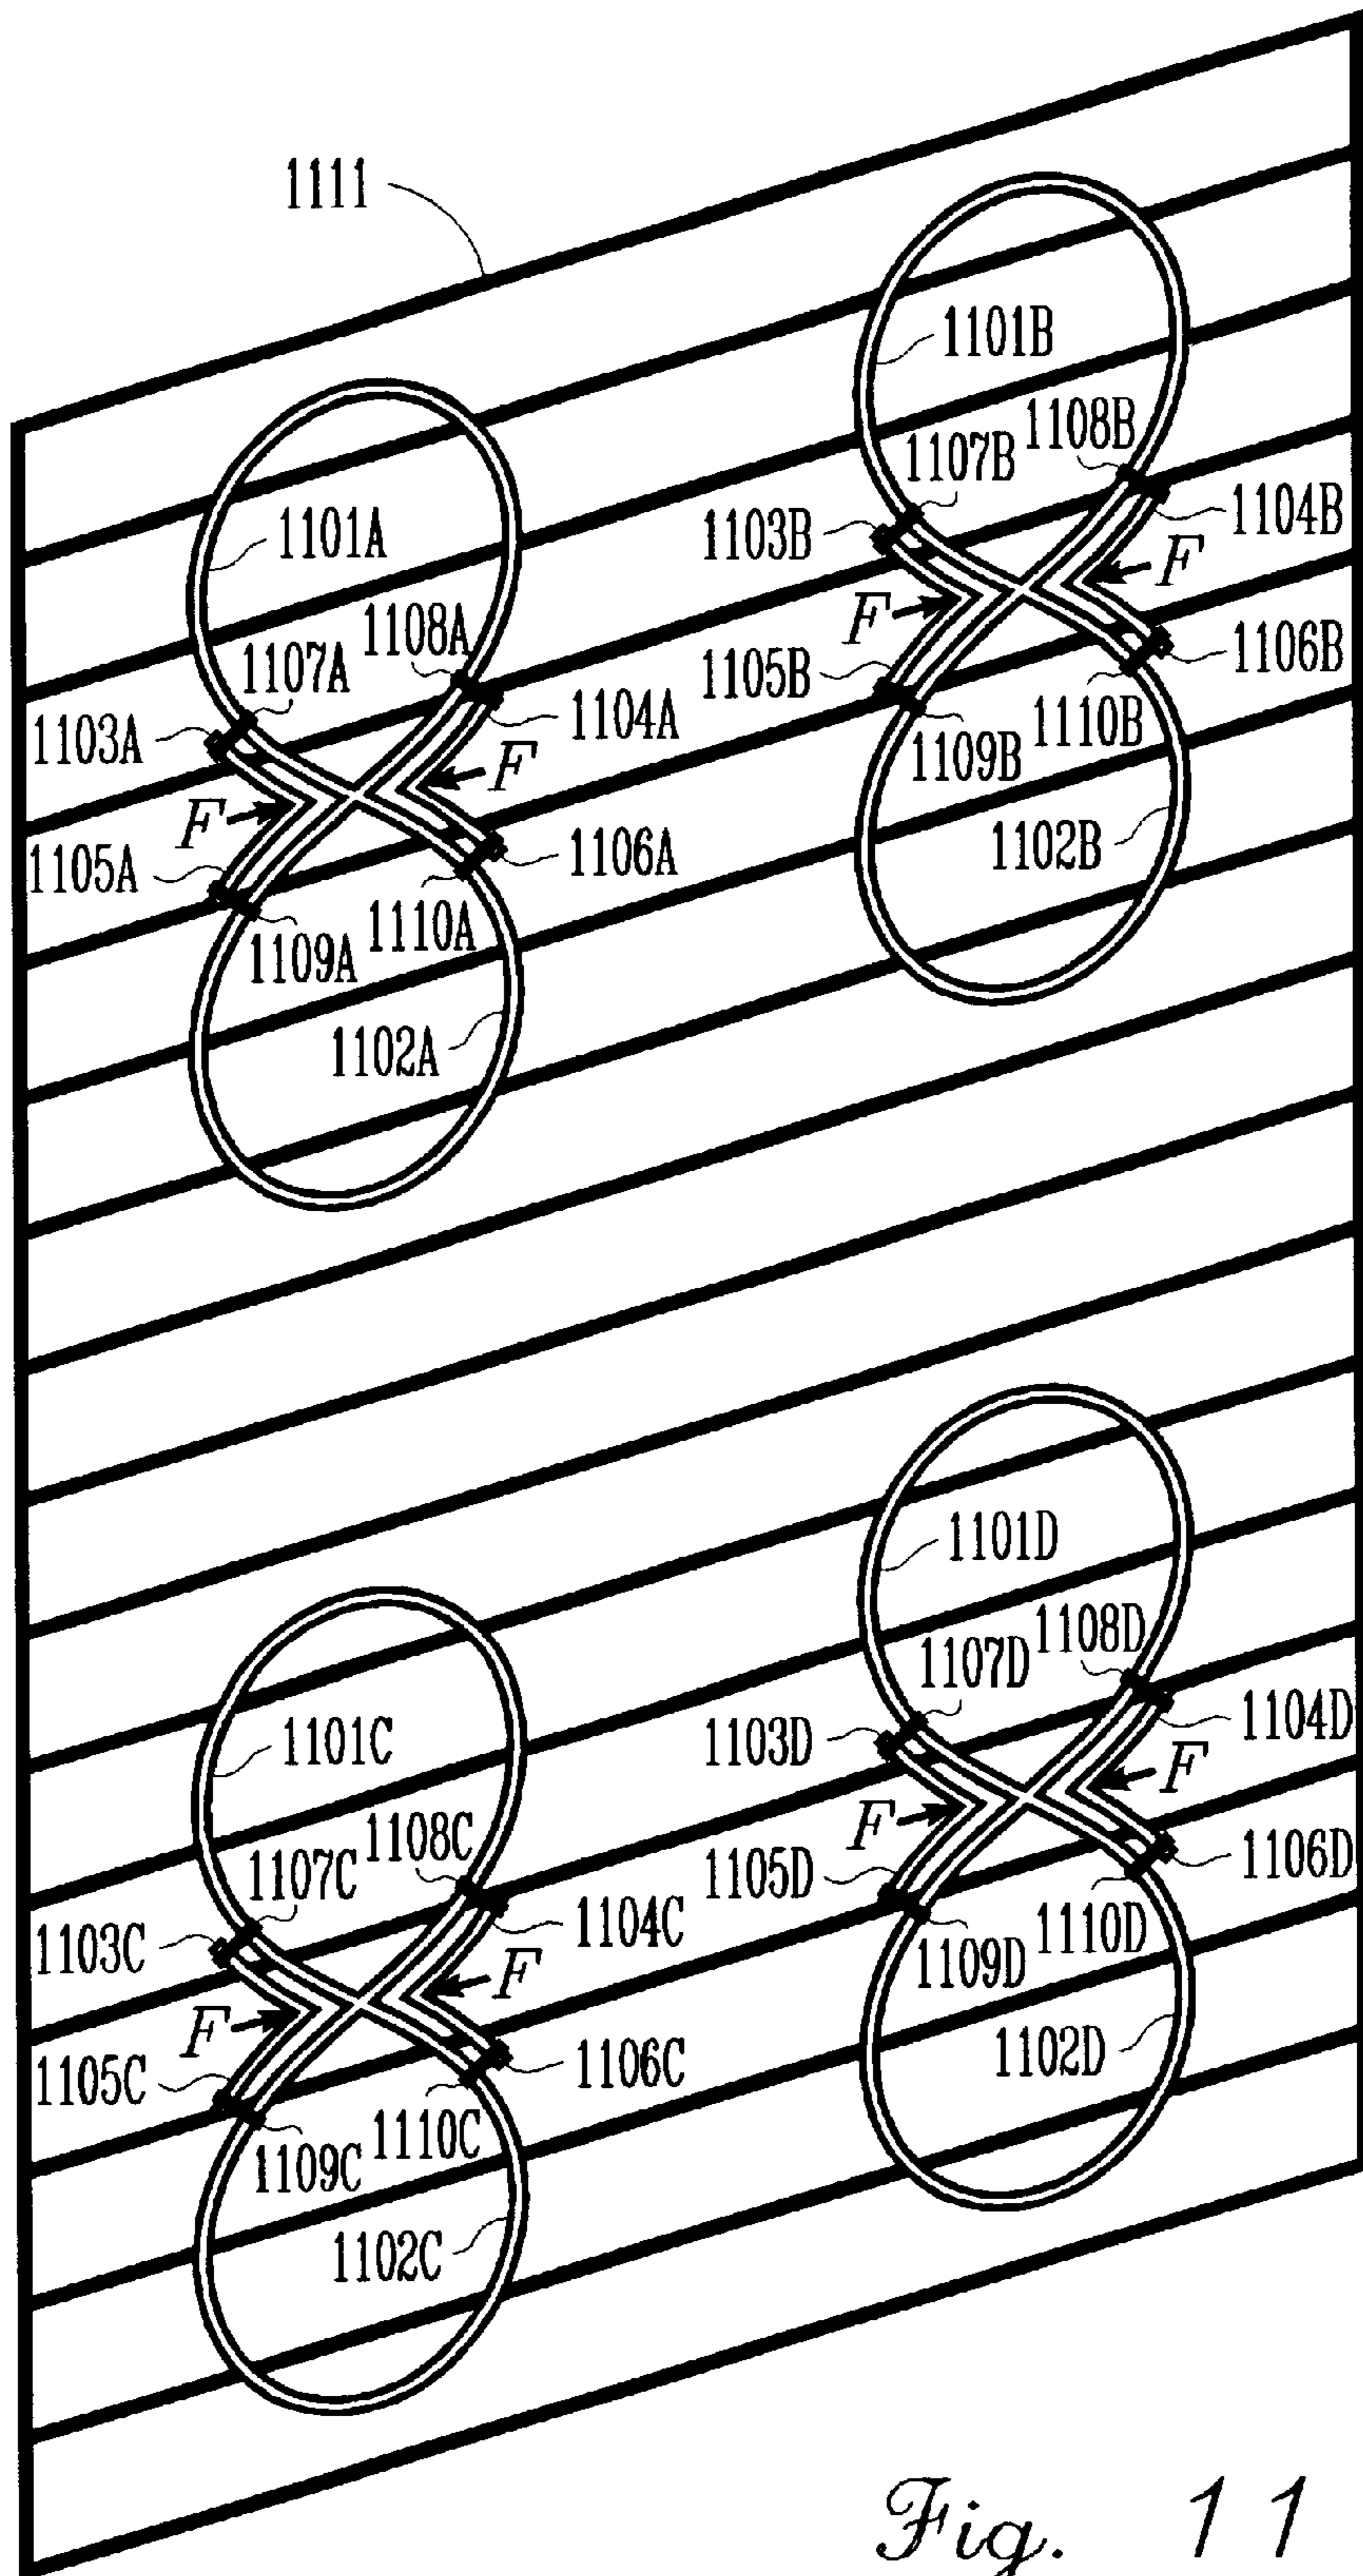 1111
1101B
1108B
1107B
1103B
1104B
F
F
1105B
1106B
1110B
1109B
1102B
1101A
1108A
1107A
1103A
1104A
F
F
1105A
1106A
1110A
1109A
1102A
1101D
1108D
1107D
1103D
1104D
F
F
1105D
1106D
1110D
1109D
1102D
1101C
1108C
1107C
1103C
1104C
F
F
1105C
1106C
1110C
1109C
1102C
Fig. 11